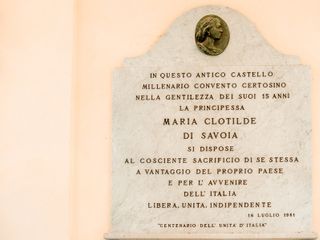 IN QUESTO ANTICO CASTELLO
MILLENARIO CONVENTO CERTOSINO
NELLA GENTILEZZA DEI SUOI 15 ANNI
LA PRINCIPESSA
MARIA CLOTILDE
DI SAVOIA
SI DISPOSE
AL COSCIENTE SACRIFICIO DI SE STESSA
A VANTAGGIO DEL PROPRIO PAESE
E PER L' AVVENIRE
DELL' ITALIA
LIBERA, UNITA, INDIPENDENTE
16 LUGLIO 1961
"CENTENARIO DELL' UNITA' D' ITALIA"